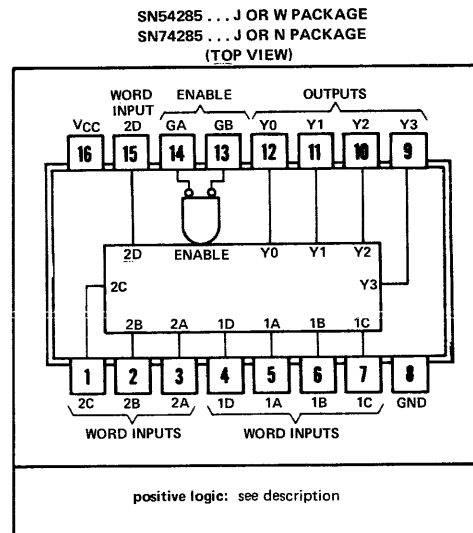 SN54285 . . . J OR W PACKAGE
SN74285 . . . J OR N PACKAGE
(TOP VIEW)
WORD INPUT ENABLE OUTPUTS
VCC 2D GA GB Y0 Y1 Y2 Y3
16 15 14 13 12 11 10 9
2D ENABLE Y0 Y1 Y2
2C Y3
2B 2A 1D 1A 1B 1C
1 2 3 4 5 6 7 8
2C 2B 2A 1D 1A 1B 1C GND
WORD INPUTS WORD INPUTS
positive logic: see description